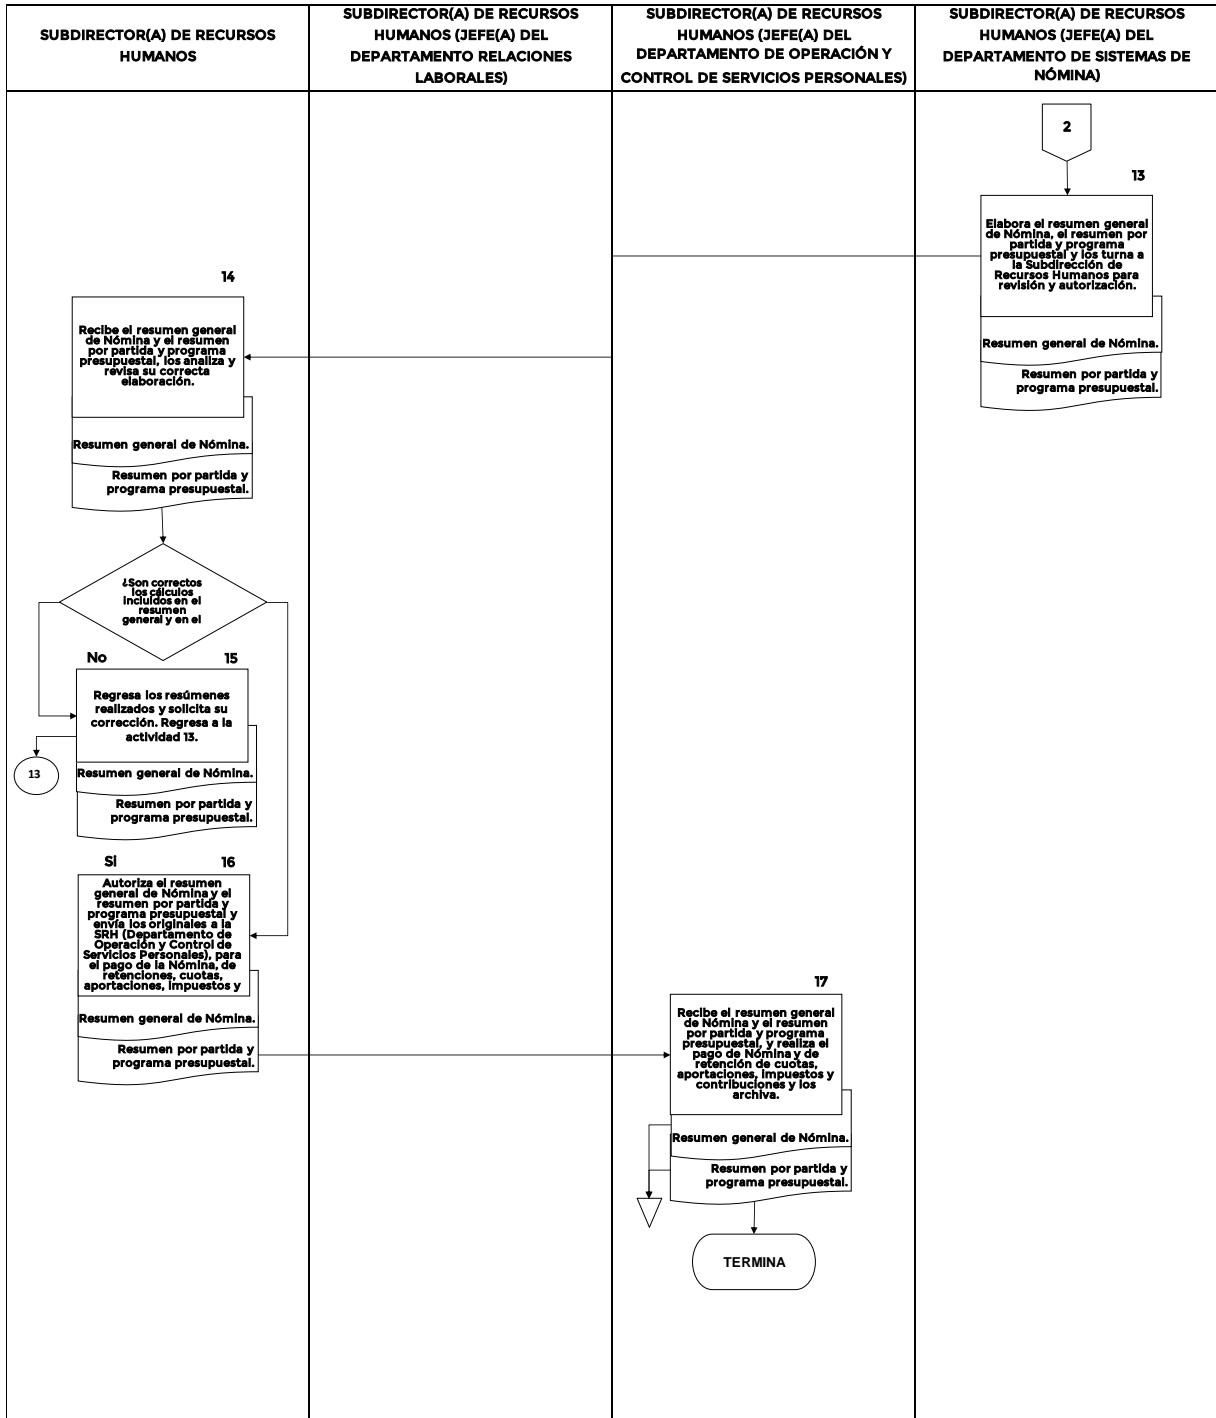 SUBDIRECTOR(A) DE RECURSOS
HUMANOS
SUBDIRECTOR(A) DE RECURSOS
HUMANOS (JEFE(A) DEL
DEPARTAMENTO RELACIONES
LABORALES)
SUBDIRECTOR(A) DE RECURSOS
HUMANOS (JEFE(A) DEL
DEPARTAMENTO DE OPERACIÓN Y
CONTROL DE SERVICIOS PERSONALES)
SUBDIRECTOR(A) DE RECURSOS
HUMANOS (JEFE(A) DEL
DEPARTAMENTO DE SISTEMAS DE
NÓMINA)
2
13
Elabora el resumen general
de Nómina, el resumen por
partida y programa
presupuestal y los turna a
la Subdirección de
Recursos Humanos para
revisión y autorización.
Resumen general de Nómina.
Resumen por partida y
programa presupuestal.
14
Recibe el resumen general
de Nómina y el resumen
por partida y programa
presupuestal, los analiza y
revisa su correcta
elaboración.
Resumen general de Nómina.
Resumen por partida y
programa presupuestal.
¿Son correctos
los cálculos
incluidos en el
resumen
general y en el
No
15
Regresa los resúmenes
realizados y solicita su
corrección. Regresa a la
actividad 13.
13
Resumen general de Nómina.
Resumen por partida y
programa presupuestal.
Si
16
Autoriza el resumen
general de Nómina y el
resumen por partida y
programa presupuestal y
envía los originales a la
SRH (Departamento de
Operación y Control de
Servicios Personales), para
el pago de la Nómina, de
retenciones, cuotas,
aportaciones, impuestos y
Resumen general de Nómina.
Resumen por partida y
programa presupuestal.
17
Recibe el resumen general
de Nómina y el resumen
por partida y programa
presupuestal, y realiza el
pago de Nómina y de
retención de cuotas,
aportaciones, impuestos y
contribuciones y los
archiva.
Resumen general de Nómina.
Resumen por partida y
programa presupuestal.
TERMINA